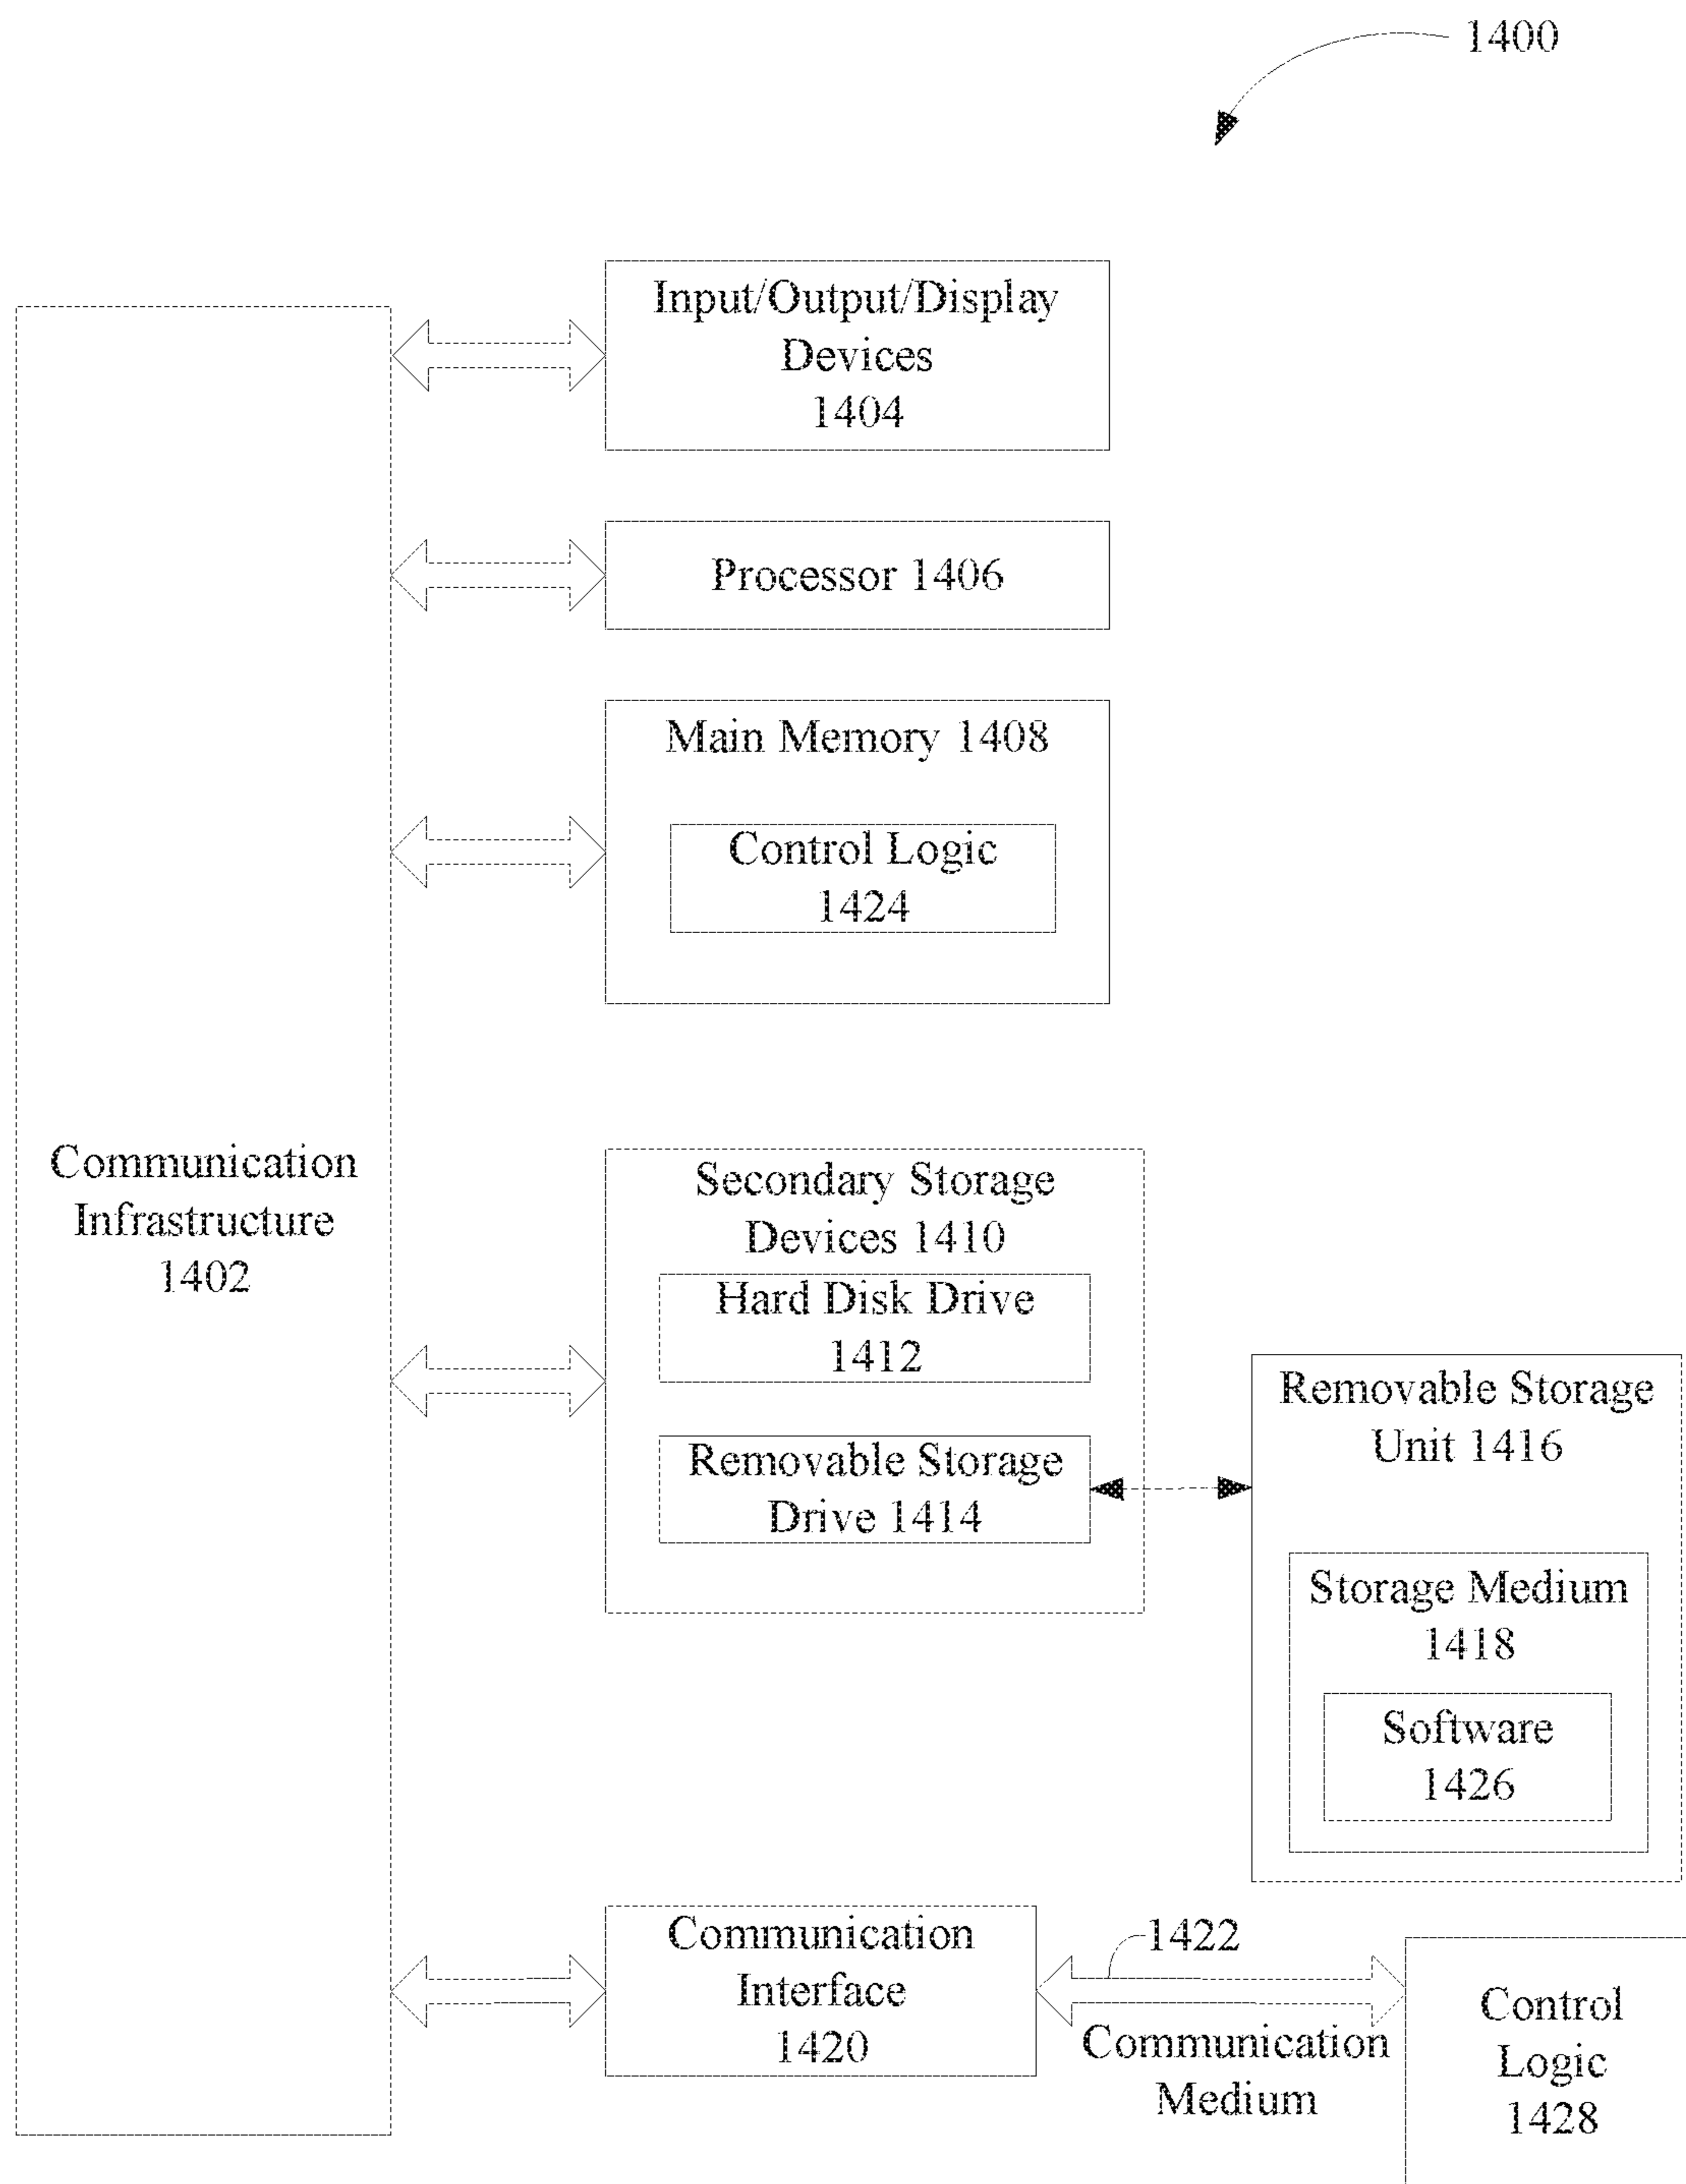 1400
Input/Output/Display
Devices
1404
Processor 1406
Main Memory 1408
Control Logic
1424
Communication
Infrastructure
1402
Secondary Storage
Devices 1410
Hard Disk Drive
1412
Removable Storage
Drive 1414
Removable Storage
Unit 1416
Storage Medium
1418
Software
1426
Communication
Interface
1420
1422
Communication
Medium
Control
Logic
1428